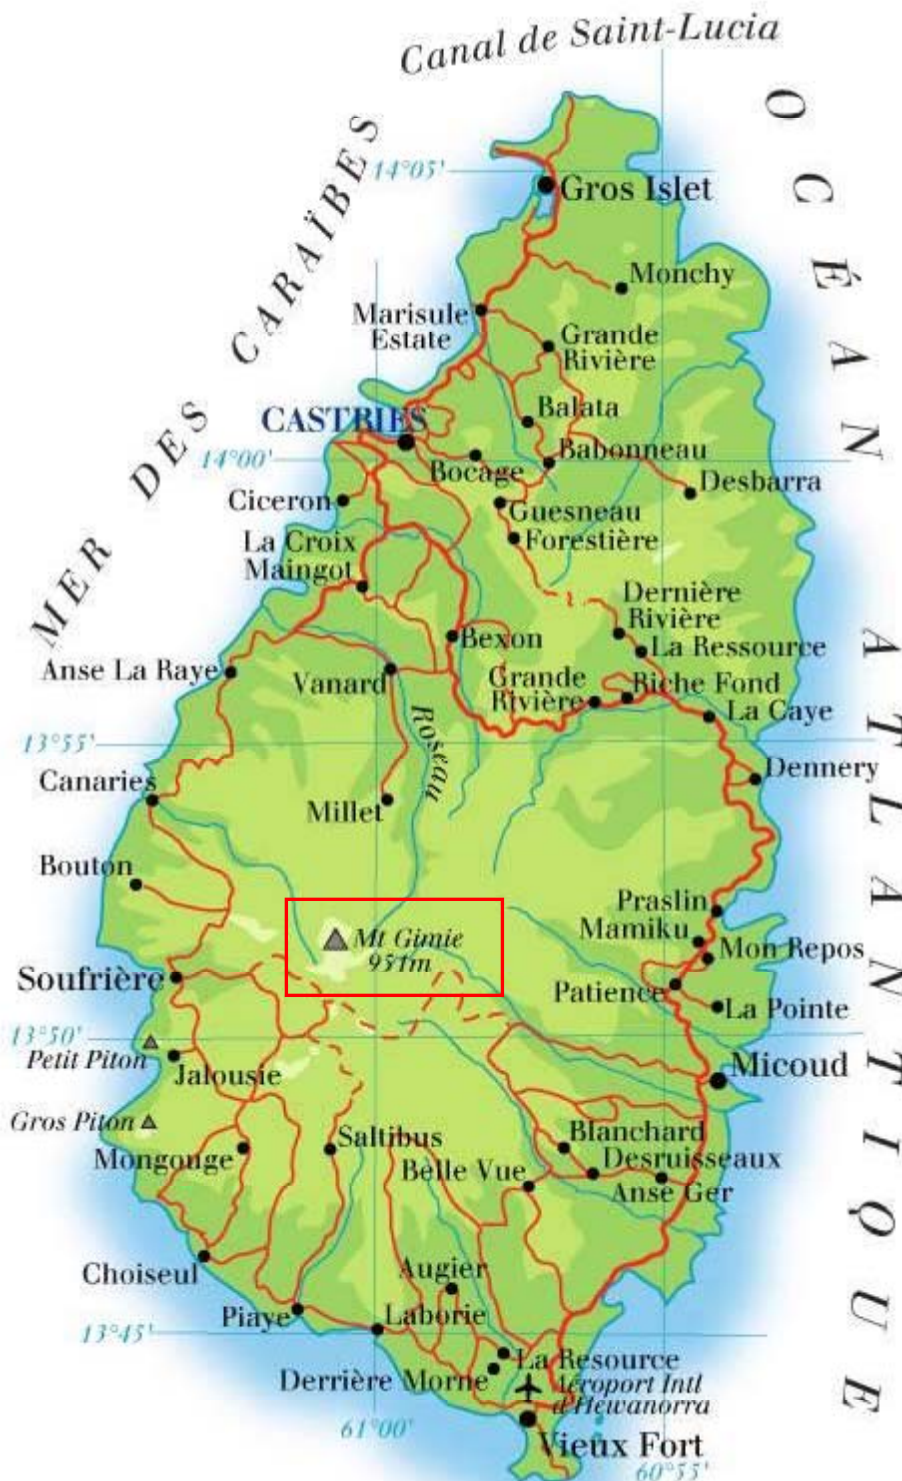 Canal de Saint-Lucia
OCÉAN ATLANTIQUE
MER DES CARAÏBES
14°05'
Gros Islet
Monchy
Marisule
Estate
Grande
Rivière
CASTRIES
Balata
14°00'
Bocage
Babonneau
Desbarra
Ciceron
Guesneau
La Croix
Maingot
Forestière
Dernière
Rivière
Bexon
La Ressource
Anse La Raye
Vanard
Grande
Rivière
Riche Fond
La Caye
Roseau
13°55'
Dennery
Canaries
Millet
Bouton
Praslin
Mamiku
Mt Gimie
951m
Mon Repos
Soufrière
Patience
La Pointe
13°50'
Petit Piton
Jalousie
Micoud
Gros Piton
Mongouge
Saltibus
Blanchard
Belle Vue
Desruisseaux
Anse Ger
Choiseul
Augier
Piaye
Laborie
13°45'
La Resource
Derrière Morne
Aéroport Intl
d'Hewanorra
61°00'
Vieux Fort
60°55'